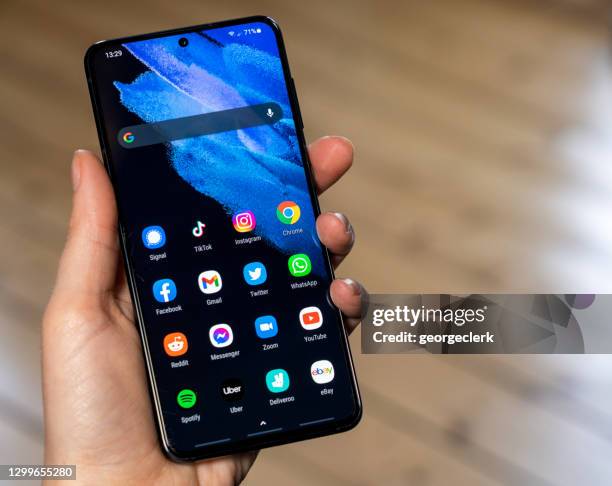 13:29
71%
G
Signal
TikTok
Instagram
Chrome
Facebook
Gmail
Twitter
WhatsApp
Reddit
Messenger
Zoom
YouTube
Spotify
Uber
Uber
Deliveroo
ebay
eBay
iStock
Credit: georgeclerk
1299655280